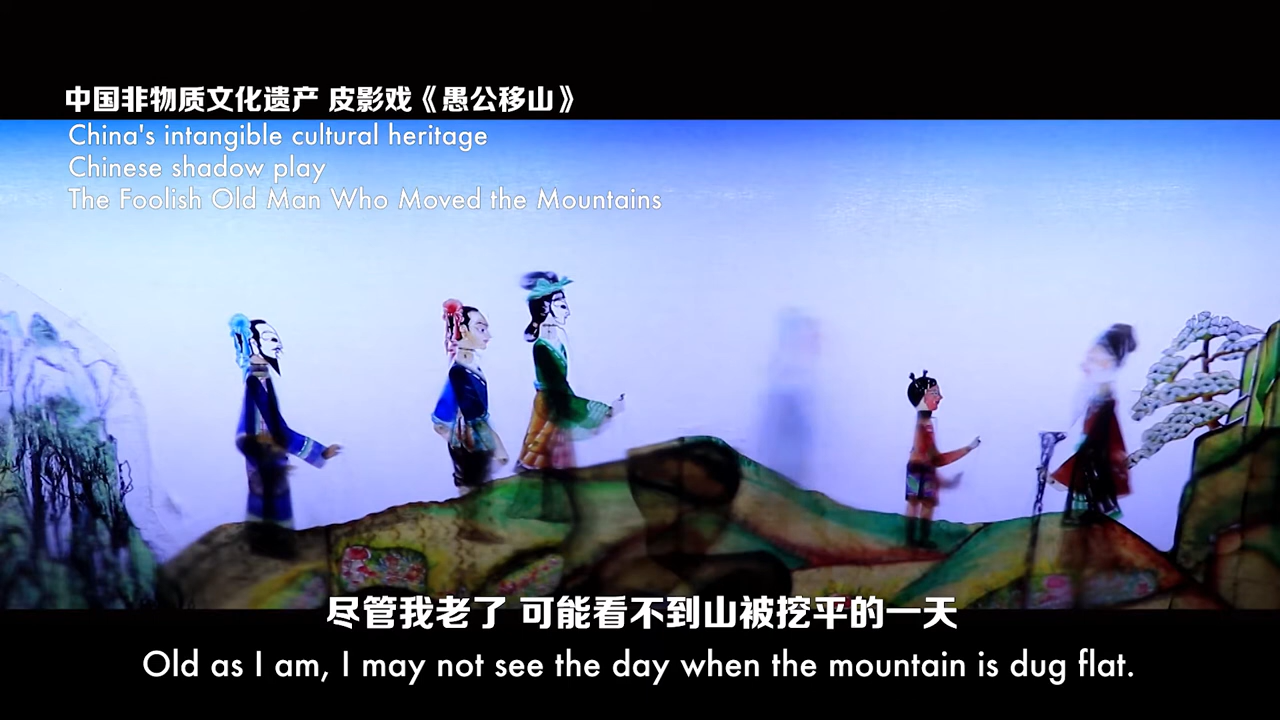 中国非物质文化遗产 皮影戏《愚公移山》
China's intangible cultural heritage
Chinese shadow play
The Foolish Old Man Who Moved the Mountains
尽管我老了 可能看不到山被挖平的一天
Old as I am, I may not see the day when the mountain is dug flat.